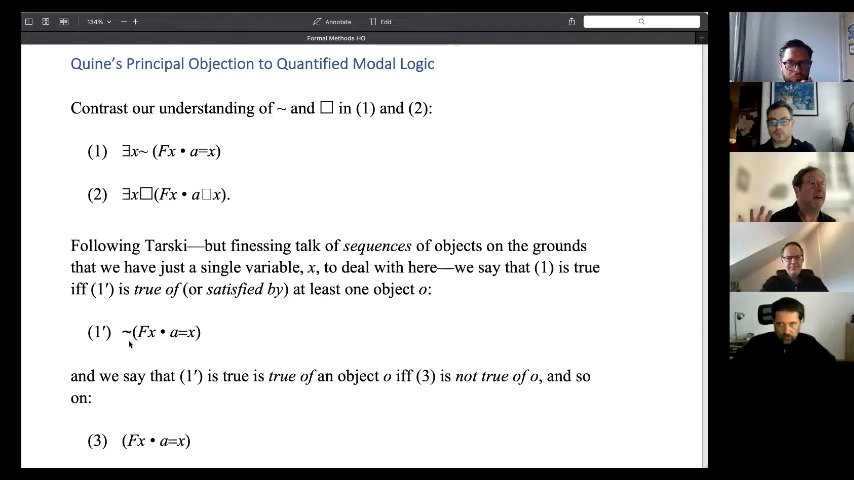 134%
Annotate
Edit
Formal Methods HO
Quine's Principal Objection to Quantified Modal Logic
Contrast our understanding of ~ and □ in (1) and (2):
(1) ∃x~ (Fx • a=x)
(2) ∃x□(Fx • a□x).
Following Tarski—but finessing talk of sequences of objects on the grounds
that we have just a single variable, x, to deal with here—we say that (1) is true
iff (1′) is true of (or satisfied by) at least one object o:
(1′) ~(Fx • a=x)
and we say that (1′) is true is true of an object o iff (3) is not true of o, and so
on:
(3) (Fx • a=x)